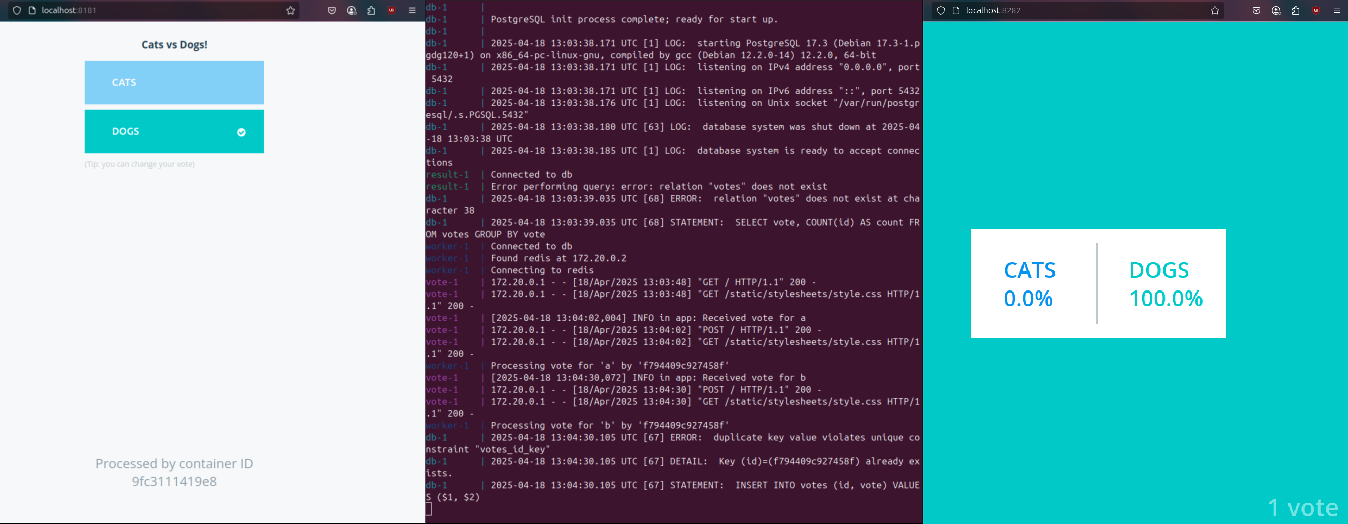 localhost:8181
Cats vs Dogs!
CATS
DOGS
(Tip: you can change your vote)
Processed by container ID
9fc3111419e8
db-1 |
db-1 | PostgreSQL init process complete; ready for start up.
db-1 |
db-1 | 2025-04-18 13:03:38.171 UTC [1] LOG:  starting PostgreSQL 17.3 (Debian 17.3-1.p
gdg120+1) on x86_64-pc-linux-gnu, compiled by gcc (Debian 12.2.0-14) 12.2.0, 64-bit
db-1 | 2025-04-18 13:03:38.171 UTC [1] LOG:  listening on IPv4 address "0.0.0.0", port
5432
db-1 | 2025-04-18 13:03:38.171 UTC [1] LOG:  listening on IPv6 address "::", port 5432
db-1 | 2025-04-18 13:03:38.176 UTC [1] LOG:  listening on Unix socket "/var/run/postgr
esql/.s.PGSQL.5432"
db-1 | 2025-04-18 13:03:38.180 UTC [63] LOG:  database system was shut down at 2025-04
-18 13:03:38 UTC
db-1 | 2025-04-18 13:03:38.185 UTC [1] LOG:  database system is ready to accept connec
tions
result-1 | Connected to db
result-1 | Error performing query: error: relation "votes" does not exist
db-1 | 2025-04-18 13:03:39.035 UTC [68] ERROR:  relation "votes" does not exist at cha
racter 38
db-1 | 2025-04-18 13:03:39.035 UTC [68] STATEMENT:  SELECT vote, COUNT(id) AS count FR
OM votes GROUP BY vote
worker-1 | Connected to db
worker-1 | Found redis at 172.20.0.2
worker-1 | Connecting to redis
vote-1 | 172.20.0.1 - - [18/Apr/2025 13:03:48] "GET / HTTP/1.1" 200 -
vote-1 | 172.20.0.1 - - [18/Apr/2025 13:03:48] "GET /static/stylesheets/style.css HTTP/1
.1" 200 -
vote-1 | [2025-04-18 13:04:02,004] INFO in app: Received vote for a
vote-1 | 172.20.0.1 - - [18/Apr/2025 13:04:02] "POST / HTTP/1.1" 200 -
vote-1 | 172.20.0.1 - - [18/Apr/2025 13:04:02] "GET /static/stylesheets/style.css HTTP/1
.1" 200 -
worker-1 | Processing vote for 'a' by 'f794409c927458f'
vote-1 | [2025-04-18 13:04:30,072] INFO in app: Received vote for b
vote-1 | 172.20.0.1 - - [18/Apr/2025 13:04:30] "POST / HTTP/1.1" 200 -
vote-1 | 172.20.0.1 - - [18/Apr/2025 13:04:30] "GET /static/stylesheets/style.css HTTP/1
.1" 200 -
worker-1 | Processing vote for 'b' by 'f794409c927458f'
db-1 | 2025-04-18 13:04:30.105 UTC [67] ERROR:  duplicate key value violates unique co
nstraint "votes_id_key"
db-1 | 2025-04-18 13:04:30.105 UTC [67] DETAIL:  Key (id)=(f794409c927458f) already ex
ists.
db-1 | 2025-04-18 13:04:30.105 UTC [67] STATEMENT:  INSERT INTO votes (id, vote) VALUE
S ($1, $2)
localhost:8282
CATS
0.0%
DOGS
100.0%
1 vote